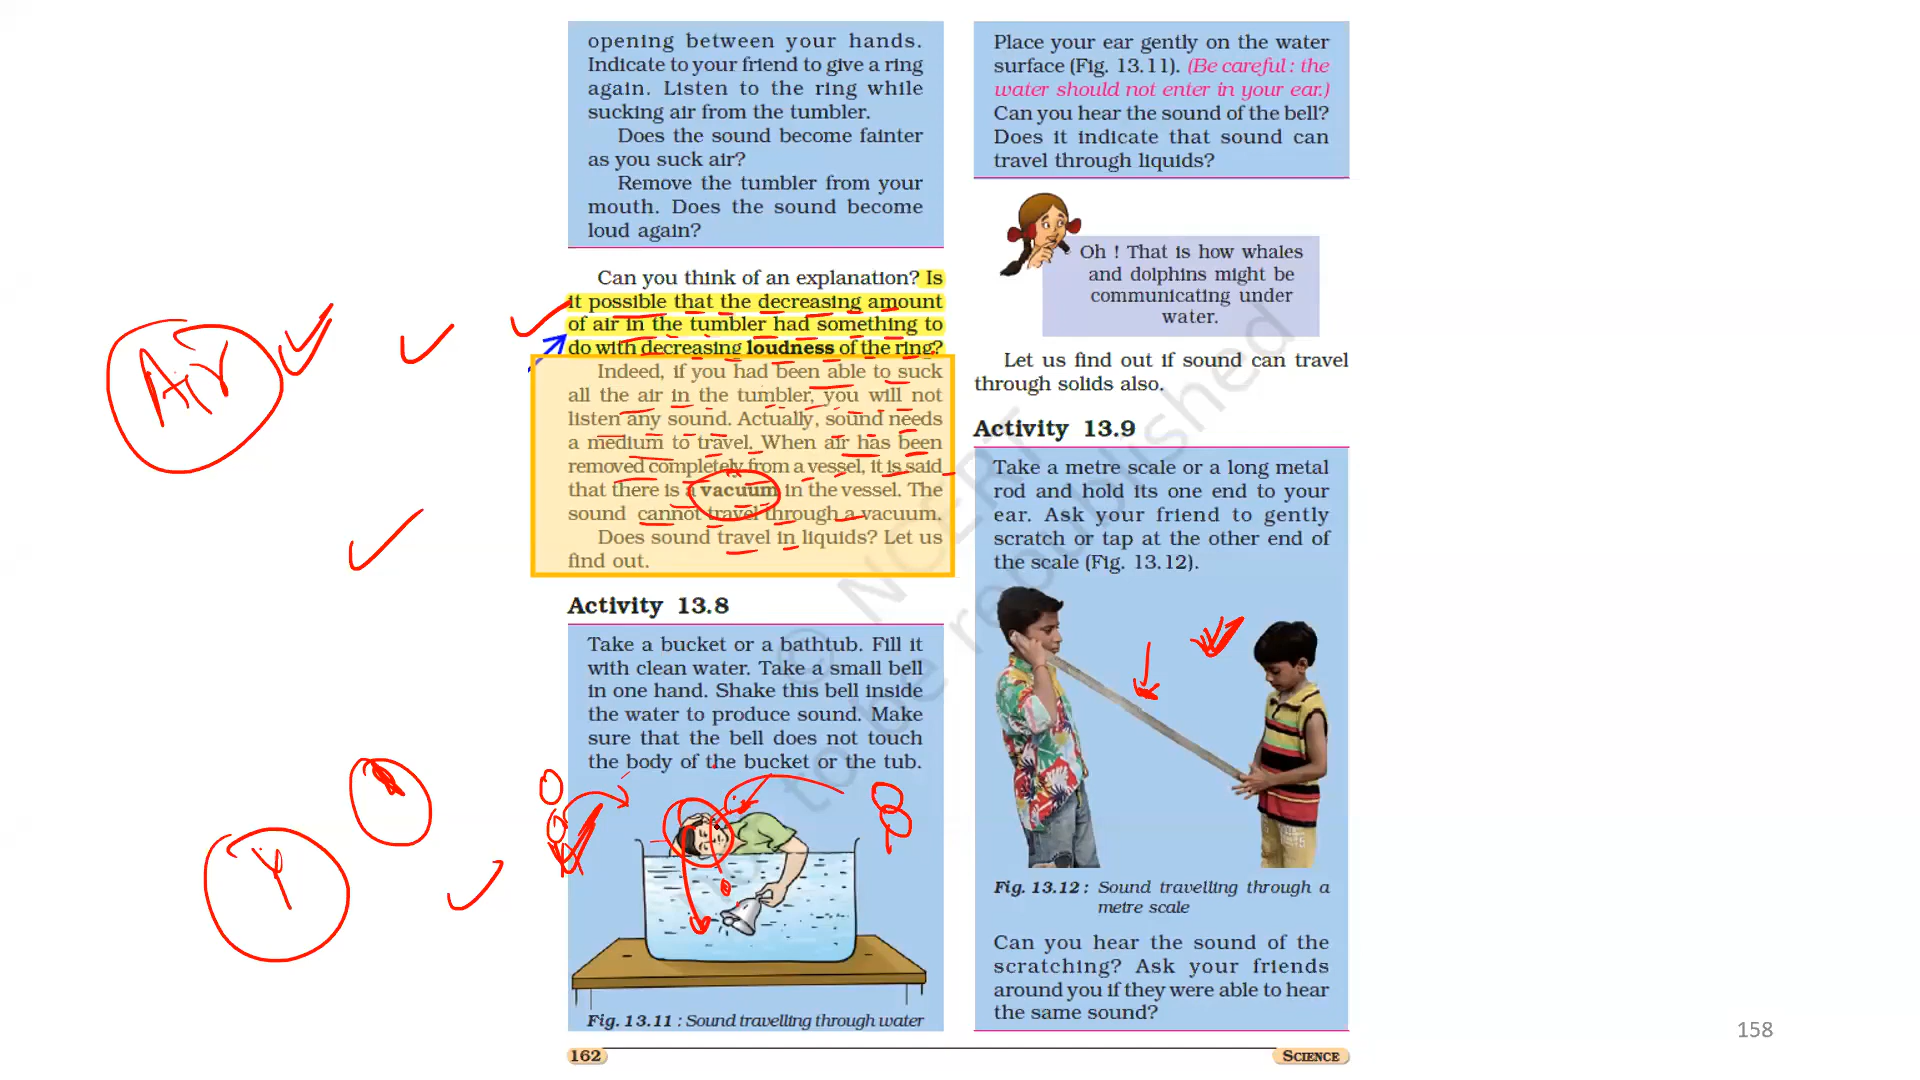 opening between your hands.
Indicate to your friend to give a ring
again. Listen to the ring while
sucking air from the tumbler.
Does the sound become fainter
as you suck air?
Remove the tumbler from your
mouth. Does the sound become
loud again?
Can you think of an explanation? Is
it possible that the decreasing amount
of air in the tumbler had something to
do with decreasing loudness of the ring?
Indeed, if you had been able to suck
all the air in the tumbler, you will not
listen any sound. Actually, sound needs
a medium to travel. When air has been
removed completely from a vessel, it is said
that there is a vacuum in the vessel. The
sound cannot travel through a vacuum.
Does sound travel in liquids? Let us
find out.
Activity 13.8
Take a bucket or a bathtub. Fill it
with clean water. Take a small bell
in one hand. Shake this bell inside
the water to produce sound. Make
sure that the bell does not touch
the body of the bucket or the tub.
Fig. 13.11 : Sound travelling through water
162
Place your ear gently on the water
surface (Fig. 13.11). (Be careful : the
water should not enter in your ear.)
Can you hear the sound of the bell?
Does it indicate that sound can
travel through liquids?
Oh ! That is how whales
and dolphins might be
communicating under
water.
Let us find out if sound can travel
through solids also.
Activity 13.9
Take a metre scale or a long metal
rod and hold its one end to your
ear. Ask your friend to gently
scratch or tap at the other end of
the scale (Fig. 13.12).
Fig. 13.12 : Sound travelling through a
metre scale
Can you hear the sound of the
scratching? Ask your friends
around you if they were able to hear
the same sound?
SCIENCE
Air
© NCERT
not to be republished
158